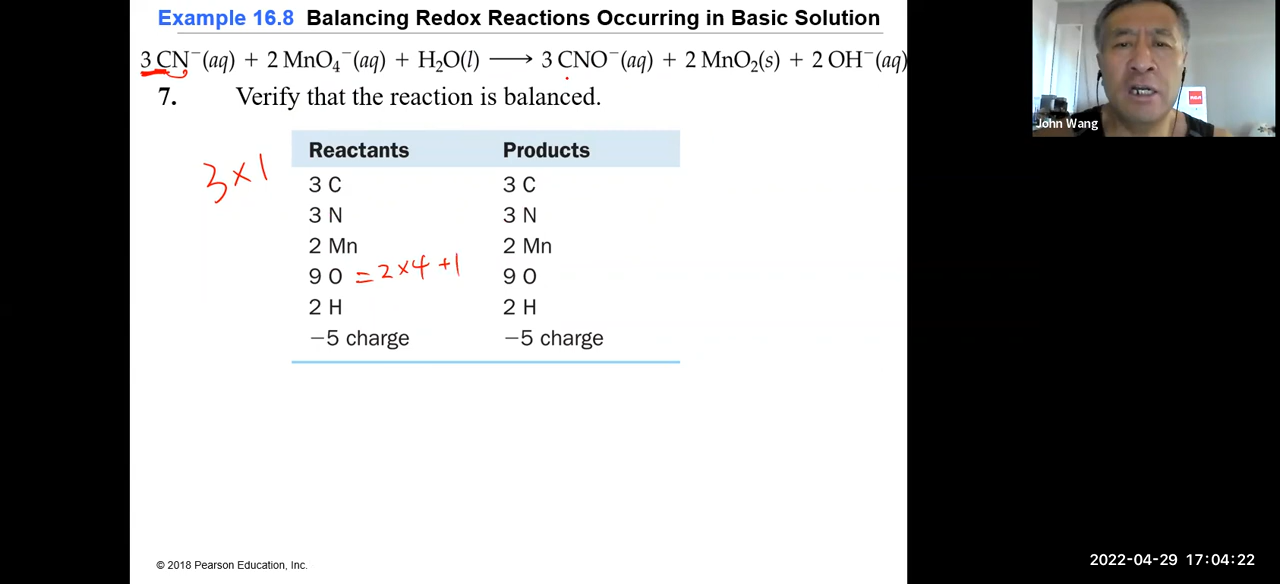 Example 16.8 Balancing Redox Reactions Occurring in Basic Solution
3 CN⁻(aq) + 2 MnO₄⁻(aq) + H₂O(l) ⟶ 3 CNO⁻(aq) + 2 MnO₂(s) + 2 OH⁻(aq)
7. Verify that the reaction is balanced.
Reactants Products
3 × 1
3 C 3 C
3 N 3 N
2 Mn 2 Mn
9 O = 2×4 +1 9 O
2 H 2 H
−5 charge −5 charge
© 2018 Pearson Education, Inc.
RCA
John Wang
2022-04-29 17:04:22